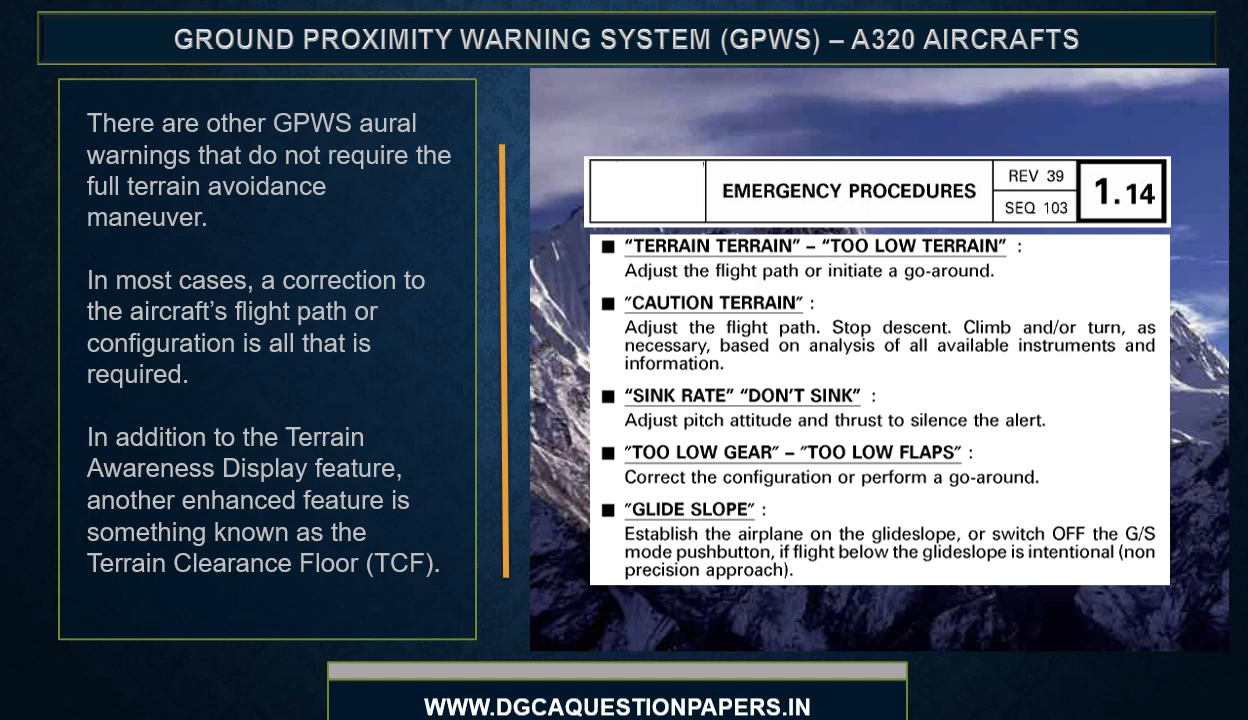 GROUND PROXIMITY WARNING SYSTEM (GPWS) – A320 AIRCRAFTS
There are other GPWS aural
warnings that do not require the
full terrain avoidance
maneuver.
In most cases, a correction to
the aircraft's flight path or
configuration is all that is
required.
In addition to the Terrain
Awareness Display feature,
another enhanced feature is
something known as the
Terrain Clearance Floor (TCF).
EMERGENCY PROCEDURES
REV 39
SEQ 103
1.14
■ "TERRAIN TERRAIN" – "TOO LOW TERRAIN" :
Adjust the flight path or initiate a go-around.
■ "CAUTION TERRAIN" :
Adjust the flight path. Stop descent. Climb and/or turn, as
necessary, based on analysis of all available instruments and
information.
■ "SINK RATE" "DON'T SINK" :
Adjust pitch attitude and thrust to silence the alert.
■ "TOO LOW GEAR" – "TOO LOW FLAPS" :
Correct the configuration or perform a go-around.
■ "GLIDE SLOPE" :
Establish the airplane on the glideslope, or switch OFF the G/S
mode pushbutton, if flight below the glideslope is intentional (non
precision approach).
WWW.DGCAQUESTIONPAPERS.IN